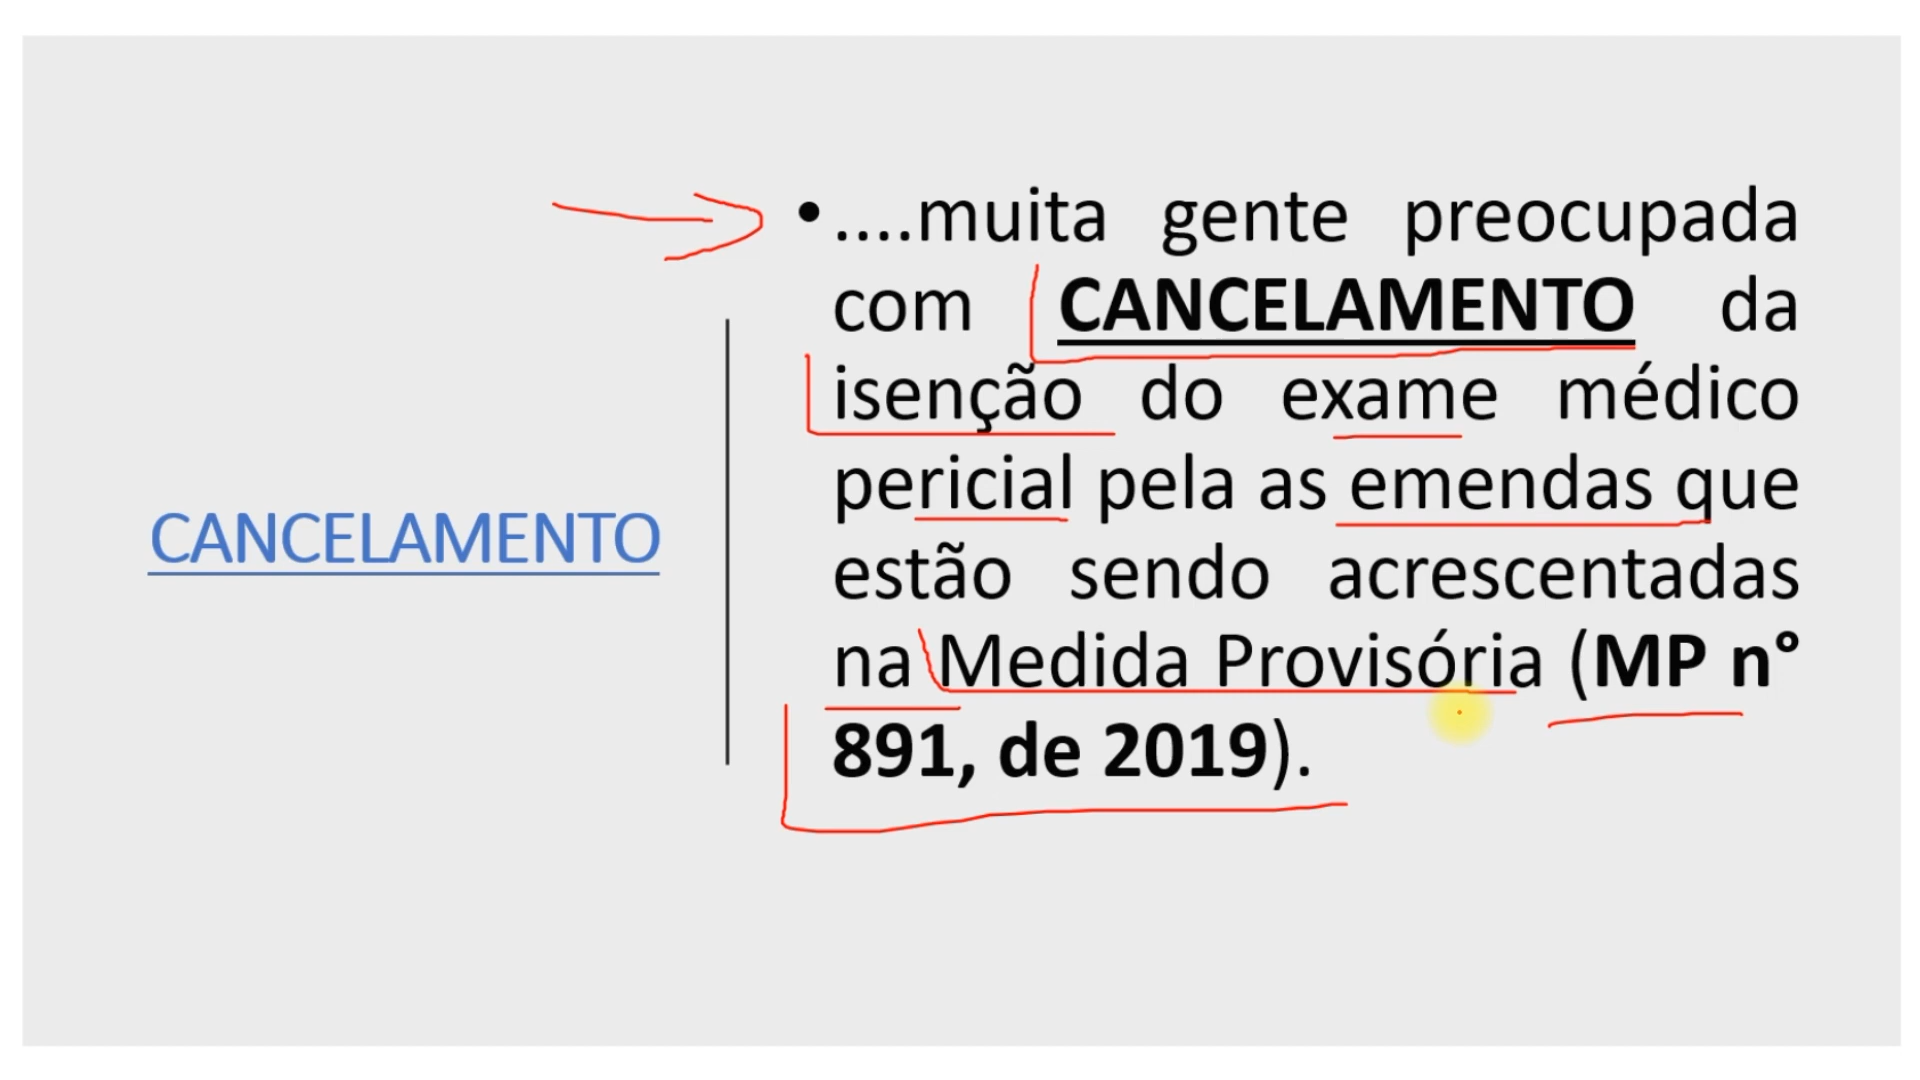 CANCELAMENTO
•....muita gente preocupada
com CANCELAMENTO da
isenção do exame médico
pericial pela as emendas que
estão sendo acrescentadas
na Medida Provisória (MP n°
891, de 2019).